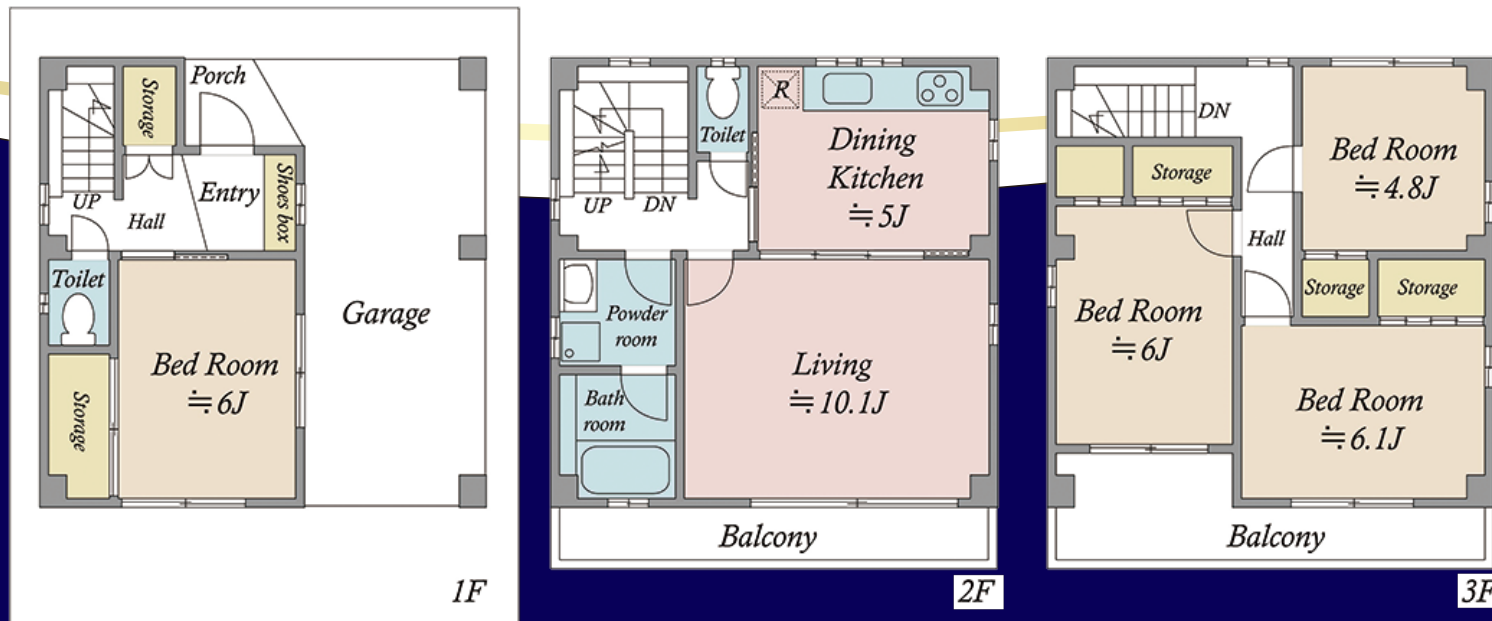 Porch
Storage
Entry
Shoes box
UP
Hall
Toilet
Storage
Bed Room
≒6J
Garage
1F
Toilet
R
Dining
Kitchen
≒5J
UP
DN
Powder
room
Bath
room
Living
≒10.1J
Balcony
2F
DN
Storage
Bed Room
≒4.8J
Hall
Storage
Storage
Bed Room
≒6J
Bed Room
≒6.1J
Balcony
3F